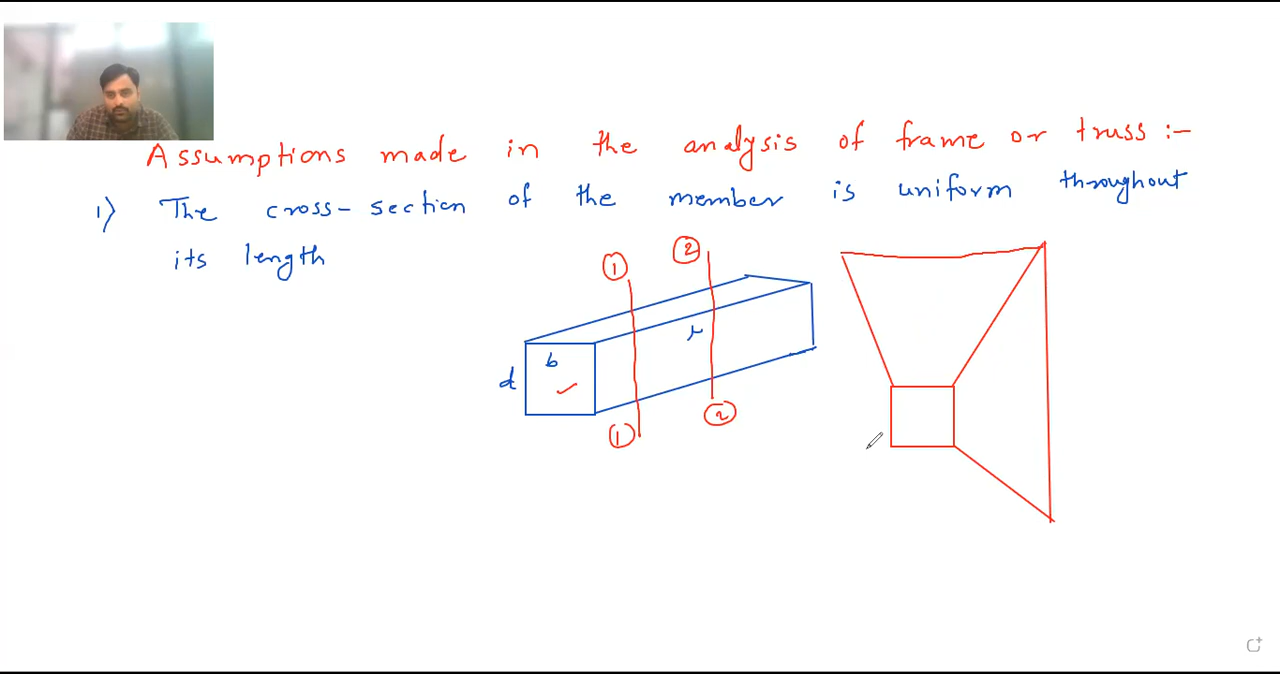 Assumptions made in the analysis of frame or truss :-
1) The cross-section of the member is uniform throughout
its length
① ②
b
d
① ②